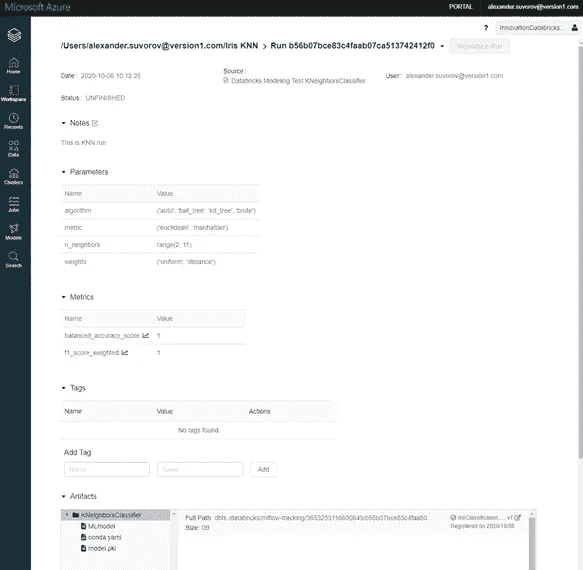 Microsoft Azure
PORTAL alexander.suvorov@version1.com
? InnovationDatabricks...
/Users/alexander.suvorov@version1.com/Iris KNN > Run b56b07bce83c4faab07ca513742412f0 Reproduce Run
Date: 2020-10-06 10:12:25 Source: User: alexander.suvorov@version1.com
Databricks Modeling Test KNeighborsClassifier
Status: UNFINISHED
Home
Workspace
Recents
Data
Clusters
Jobs
Models
Search
Notes
This is KNN run
Parameters
Name Value
algorithm ('auto', 'ball_tree', 'kd_tree', 'brute')
metric ('euclidean', 'manhattan')
n_neighbors range(2, 11)
weights ('uniform', 'distance')
Metrics
Name Value
balanced_accuracy_score 1
f1_score_weighted 1
Tags
Name Value Actions
No tags found.
Add Tag
Name Value Add
Artifacts
KNeighborsClassifier
MLmodel
conda.yaml
model.pkl
Full Path: dbfs:/databricks/mlflow-tracking/
Size: 0B
Registered on 2020/10/06